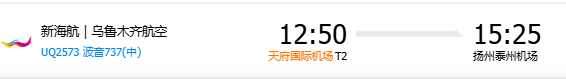 新海航 | 乌鲁木齐航空
UQ2573 波音737(中)
12:50
天府国际机场 T2
15:25
扬州泰州机场